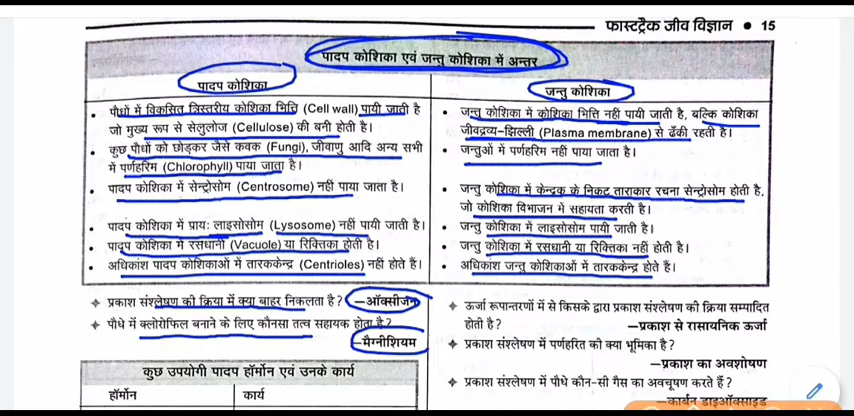 फास्टट्रैक जीव विज्ञान ● 15
पादप कोशिका एवं जन्तु कोशिका में अन्तर
पादप कोशिका
• पौधों में विकसित त्रिस्तरीय कोशिका भित्ति (Cell wall) पायी जाती है
जो मुख्य रूप से सेलुलोज (Cellulose) की बनी होती है।
• कुछ पौधों को छोड़कर जैसे कवक (Fungi), जीवाणु आदि अन्य सभी
में पर्णहरिम (Chlorophyll) पाया जाता है।
• पादप कोशिका में सेन्ट्रोसोम (Centrosome) नहीं पाया जाता है।
• पादप कोशिका में प्रायः लाइसोसोम (Lysosome) नहीं पायी जाती है।
• पादप कोशिका में रसधानी (Vacuole) या रिक्तिका होती है।
• अधिकांश पादप कोशिकाओं में तारककेन्द्र (Centrioles) नहीं होते हैं।
जन्तु कोशिका
• जन्तु कोशिका में कोशिका भित्ति नहीं पायी जाती है, बल्कि कोशिका
जीवद्रव्य-झिल्ली (Plasma membrane) से ढँकी रहती है।
• जन्तुओं में पर्णहरिम नहीं पाया जाता है।
• जन्तु कोशिका में केन्द्रक के निकट ताराकार रचना सेन्ट्रोसोम होती है,
जो कोशिका विभाजन में सहायता करती है।
• जन्तु कोशिका में लाइसोसोम पायी जाती है।
• जन्तु कोशिका में रसधानी या रिक्तिका नहीं होती है।
• अधिकांश जन्तु कोशिकाओं में तारककेन्द्र होते हैं।
❖ प्रकाश संश्लेषण की क्रिया में क्या बाहर निकलता है? –ऑक्सीजन
❖ पौधे में क्लोरोफिल बनाने के लिए कौनसा तत्व सहायक होता है?
–मैग्नीशियम
कुछ उपयोगी पादप हॉर्मोन एवं उनके कार्य
हॉर्मोन कार्य
❖ ऊर्जा रूपान्तरणों में से किसके द्वारा प्रकाश संश्लेषण की क्रिया सम्पादित
होती है? –प्रकाश से रासायनिक ऊर्जा
❖ प्रकाश संश्लेषण में पर्णहरित की क्या भूमिका है?
–प्रकाश का अवशोषण
❖ प्रकाश संश्लेषण में पौधे कौन-सी गैस का अवचूषण करते हैं?
–कार्बन डाइऑक्साइड